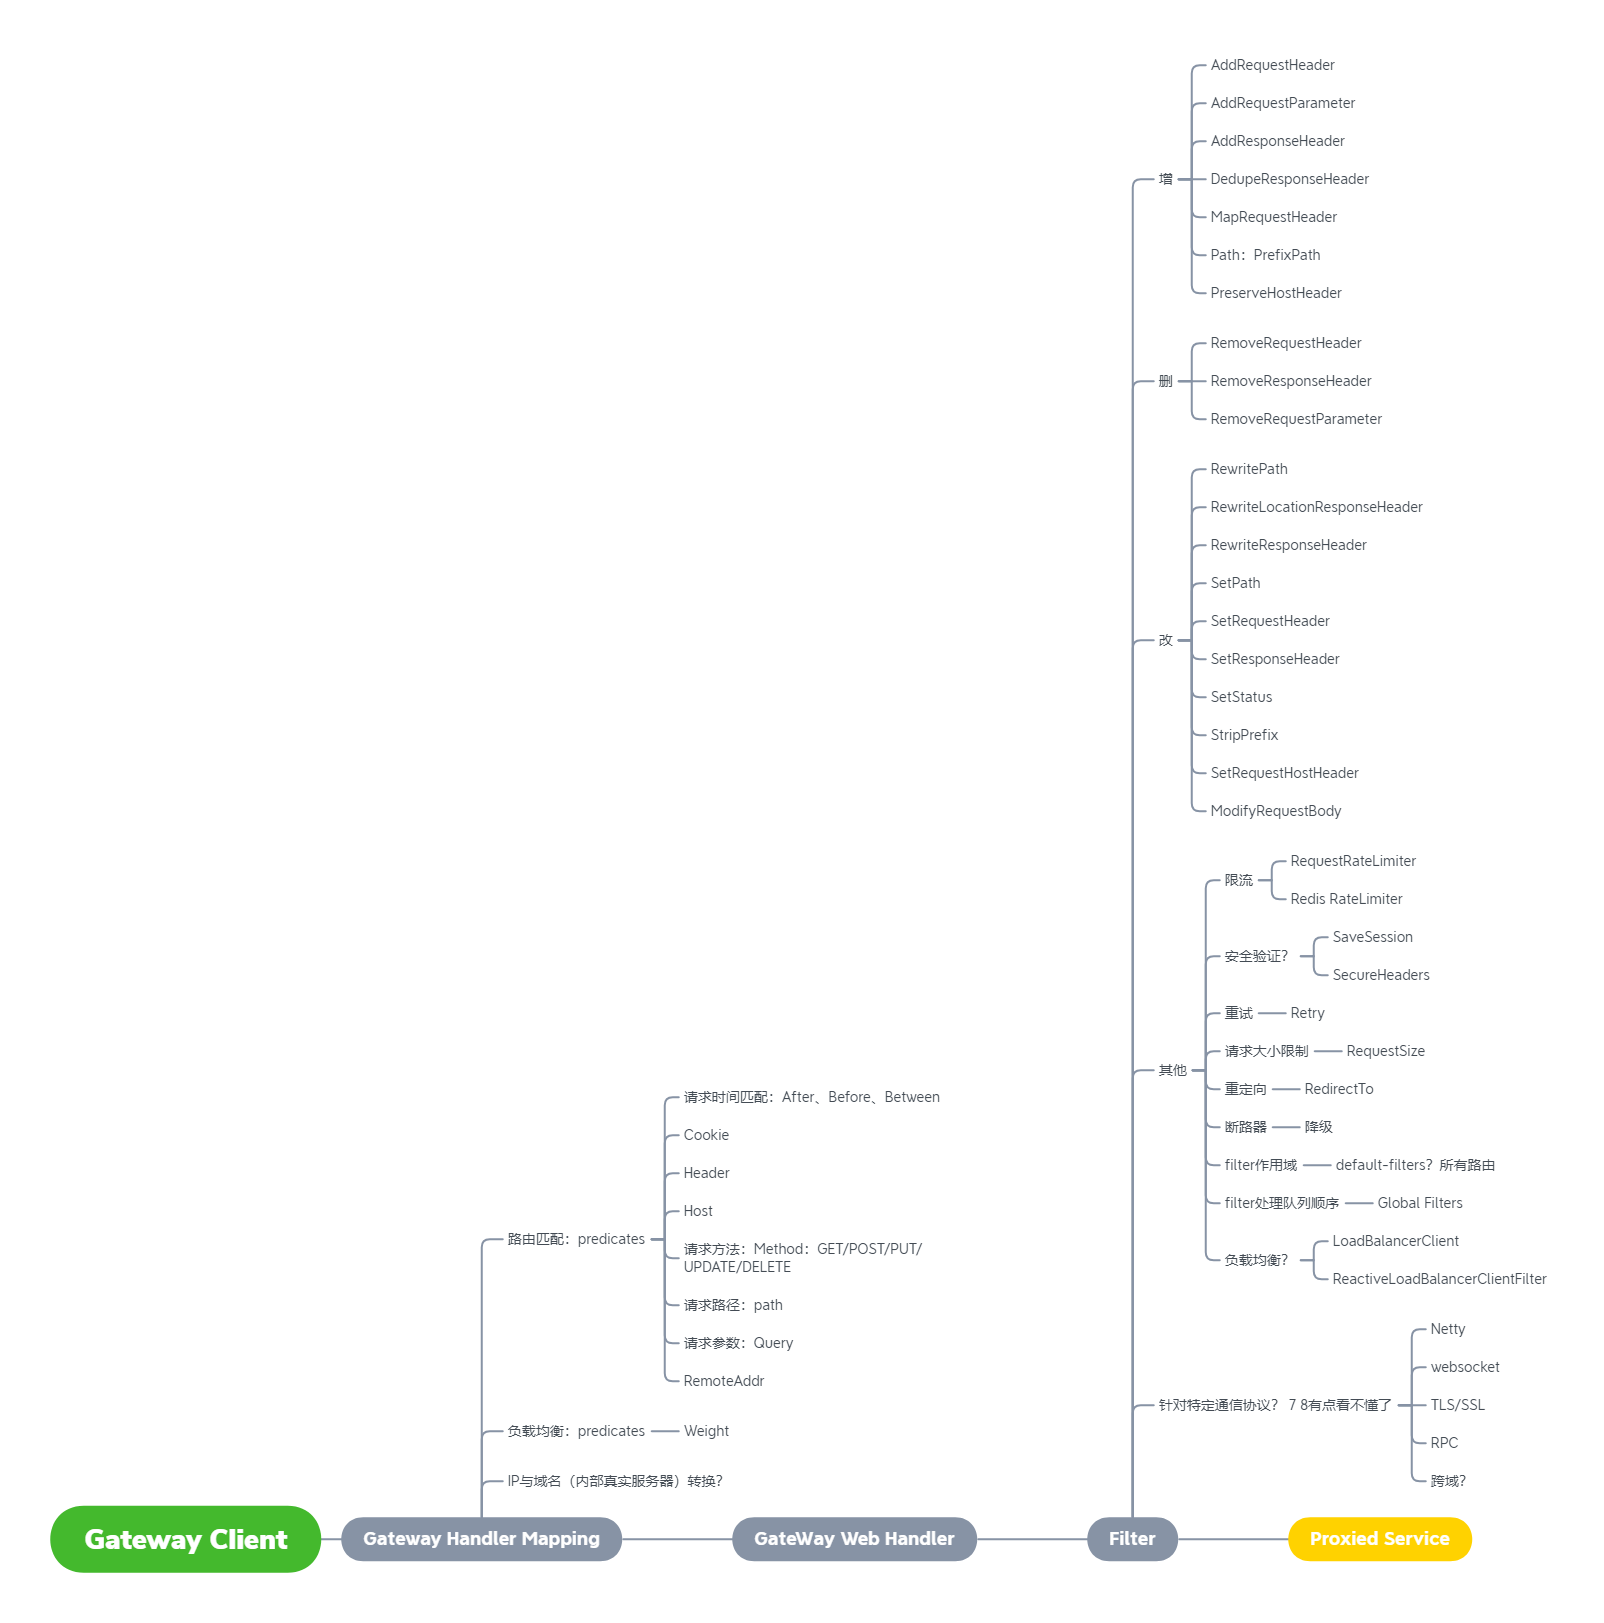 AddRequestHeader
AddRequestParameter
AddResponseHeader
增
DedupeResponseHeader
MapRequestHeader
Path：PrefixPath
PreserveHostHeader
RemoveRequestHeader
删
RemoveResponseHeader
RemoveRequestParameter
RewritePath
RewriteLocationResponseHeader
RewriteResponseHeader
SetPath
SetRequestHeader
改
SetResponseHeader
SetStatus
StripPrefix
SetRequestHostHeader
ModifyRequestBody
其他
限流
RequestRateLimiter
Redis RateLimiter
安全验证？
SaveSession
SecureHeaders
重试
Retry
请求大小限制
RequestSize
重定向
RedirectTo
断路器
降级
filter作用域
default-filters？所有路由
filter处理队列顺序
Global Filters
负载均衡？
LoadBalancerClient
ReactiveLoadBalancerClientFilter
针对特定通信协议？ 7 8有点看不懂了
Netty
websocket
TLS/SSL
RPC
跨域？
路由匹配：predicates
请求时间匹配：After、Before、Between
Cookie
Header
Host
请求方法：Method：GET/POST/PUT/
UPDATE/DELETE
请求路径：path
请求参数：Query
RemoteAddr
负载均衡：predicates
Weight
IP与域名（内部真实服务器）转换？
Gateway Client
Gateway Handler Mapping
GateWay Web Handler
Filter
Proxied Service